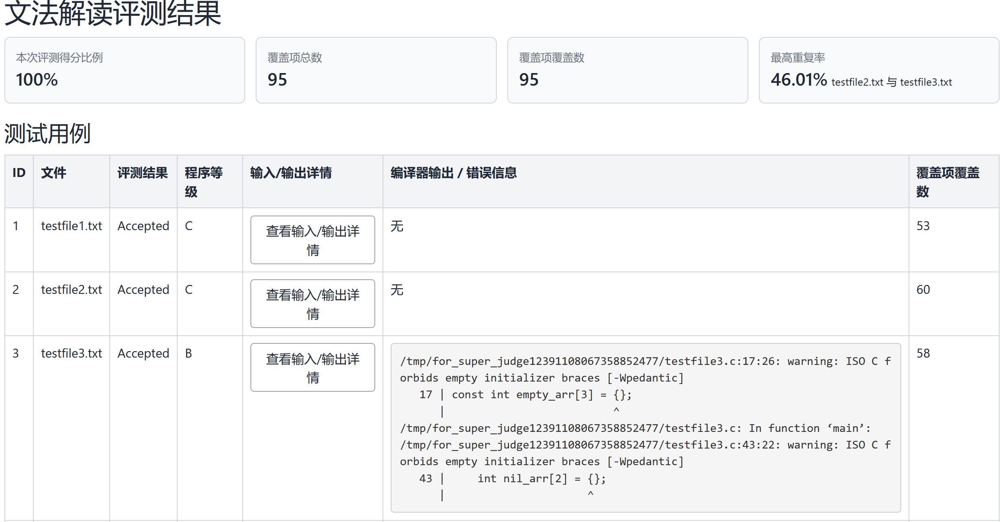 文法解读评测结果
本次评测得分比例
100%
覆盖项总数
95
覆盖项覆盖数
95
最高重复率
46.01% testfile2.txt 与 testfile3.txt
测试用例
ID 文件 评测结果 程序等级 输入/输出详情 编译器输出 / 错误信息 覆盖项覆盖数
1 testfile1.txt Accepted C 查看输入/输出详情 无 53
2 testfile2.txt Accepted C 查看输入/输出详情 无 60
3 testfile3.txt Accepted B 查看输入/输出详情 58
/tmp/for_super_judge12391108067358852477/testfile3.c:17:26: warning: ISO C f
orbids empty initializer braces [-Wpedantic]
   17 | const int empty_arr[3] = {};
      |                          ^
/tmp/for_super_judge12391108067358852477/testfile3.c: In function ‘main’:
/tmp/for_super_judge12391108067358852477/testfile3.c:43:22: warning: ISO C f
orbids empty initializer braces [-Wpedantic]
   43 |     int nil_arr[2] = {};
      |                      ^